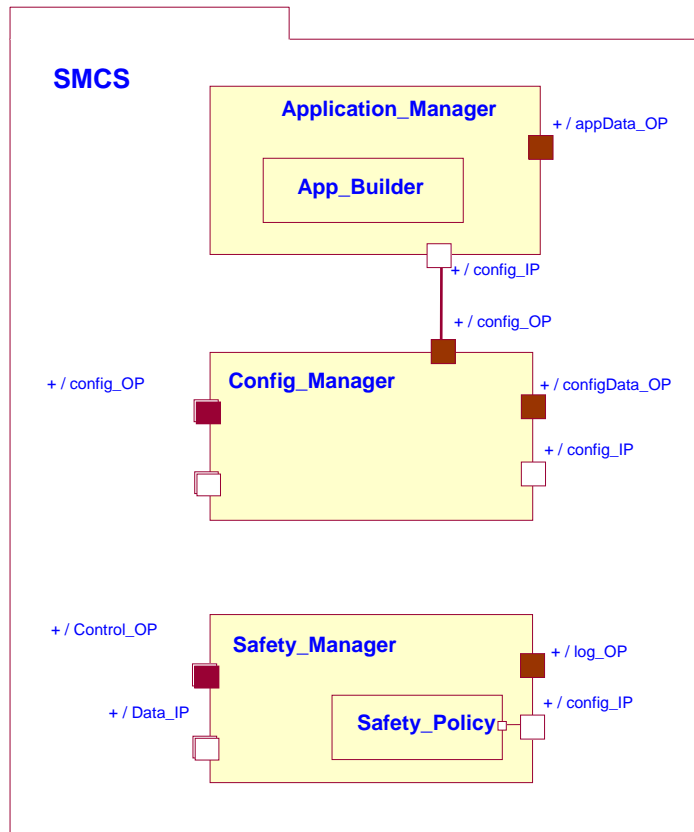 SMCS
Application_Manager
+ / appData_OP
App_Builder
+ / config_IP
+ / config_OP
Config_Manager
+ / config_OP
+ / configData_OP
+ / config_IP
+ / Control_OP
Safety_Manager
+ / log_OP
+ / Data_IP
+ / config_IP
Safety_Policy